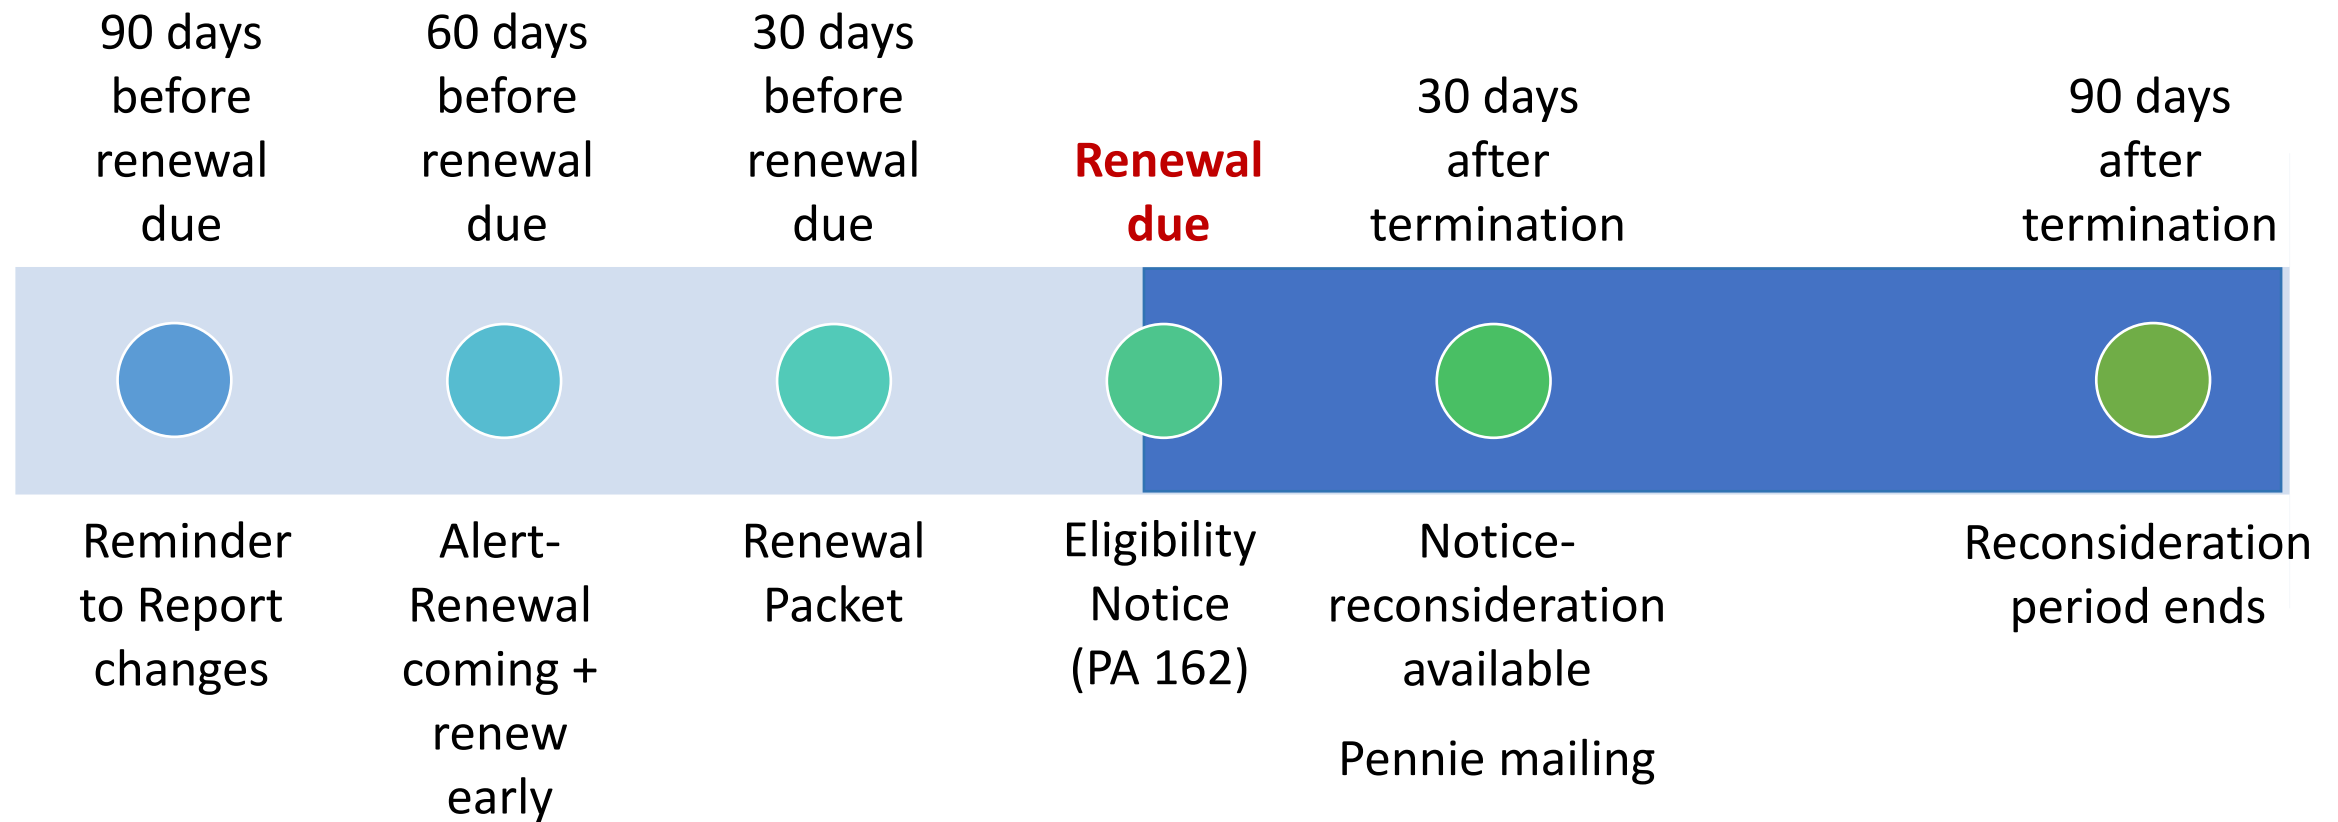 90 days
before
renewal
due
60 days
before
renewal
due
30 days
before
renewal
due
Renewal
due
30 days
after
termination
90 days
after
termination
Reminder
to Report
changes
Alert-
Renewal
coming +
renew
early
Renewal
Packet
Eligibility
Notice
(PA 162)
Notice-
reconsideration
available
Pennie mailing
Reconsideration
period ends